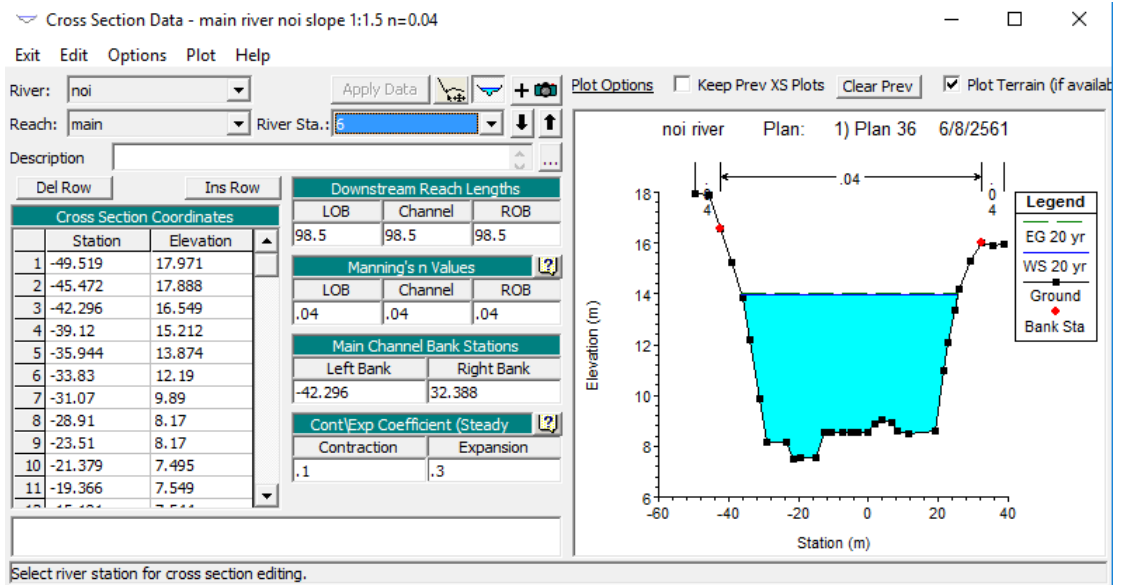 Cross Section Data - main river noi slope 1:1.5 n=0.04
Exit Edit Options Plot Help
River: noi Apply Data
Reach: main River Sta.: 6
Description ...
Del Row Ins Row
Cross Section Coordinates
Station Elevation
1 -49.519 17.971
2 -45.472 17.888
3 -42.296 16.549
4 -39.12 15.212
5 -35.944 13.874
6 -33.83 12.19
7 -31.07 9.89
8 -28.91 8.17
9 -23.51 8.17
10 -21.379 7.495
11 -19.366 7.549
Downstream Reach Lengths
LOB Channel ROB
98.5 98.5 98.5
Manning's n Values
LOB Channel ROB
.04 .04 .04
Main Channel Bank Stations
Left Bank Right Bank
-42.296 32.388
Cont\Exp Coefficient (Steady
Contraction Expansion
.1 .3
Plot Options Keep Prev XS Plots Clear Prev Plot Terrain (if availab
noi river Plan: 1) Plan 36 6/8/2561
.04
.04
18
16
14
12
10
8
6
-60 -40 -20 0 20 40
Elevation (m)
Station (m)
Legend
EG 20 yr
WS 20 yr
Ground
Bank Sta
Select river station for cross section editing.